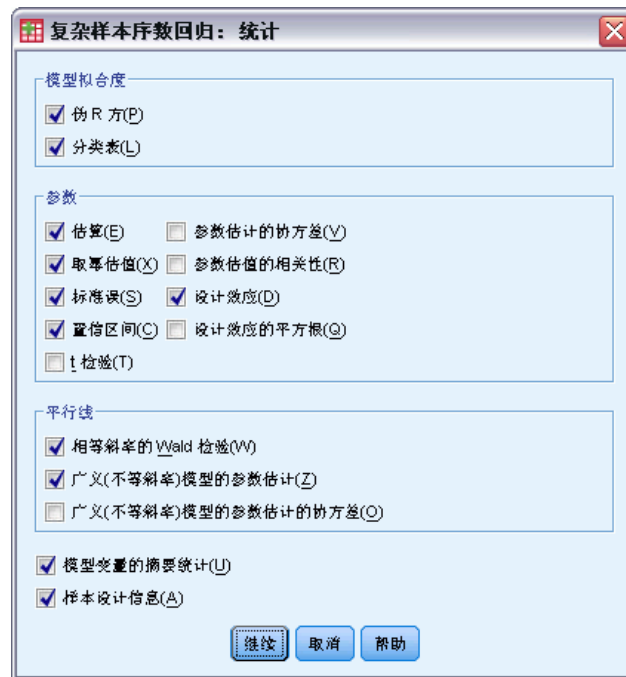 复杂样本序数回归：统计
模型拟合度
伪 R 方(P)
分类表(L)
参数
估算(E) 参数估计的协方差(V)
取幂估值(X) 参数估值的相关性(R)
标准误(S) 设计效应(D)
置信区间(C) 设计效应的平方根(Q)
t 检验(T)
平行线
相等斜率的 Wald 检验(W)
广义(不等斜率)模型的参数估计(Z)
广义(不等斜率)模型的参数估计的协方差(O)
模型变量的摘要统计(U)
样本设计信息(A)
继续 取消 帮助